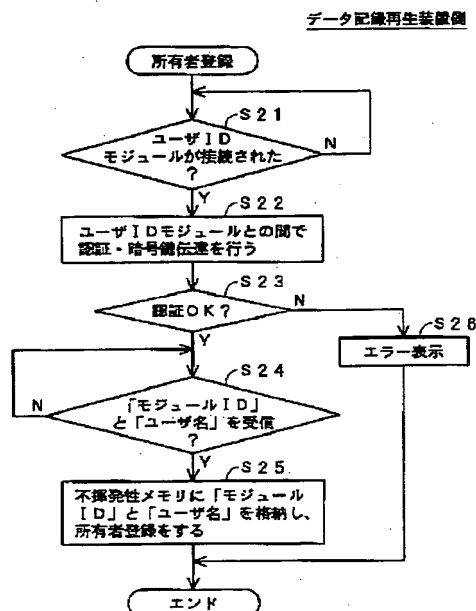 データ記録再生装置側
所有者登録
S21
ユーザID
モジュールが接続された
?
N
Y
S22
ユーザIDモジュールとの間で
認証・暗号鍵伝達を行う
S23
認証OK?
N
Y
S26
エラー表示
S24
「モジュールID」
と「ユーザ名」を受信
?
N
Y
S25
不揮発性メモリに「モジュール
ID」と「ユーザ名」を格納し、
所有者登録をする
エンド